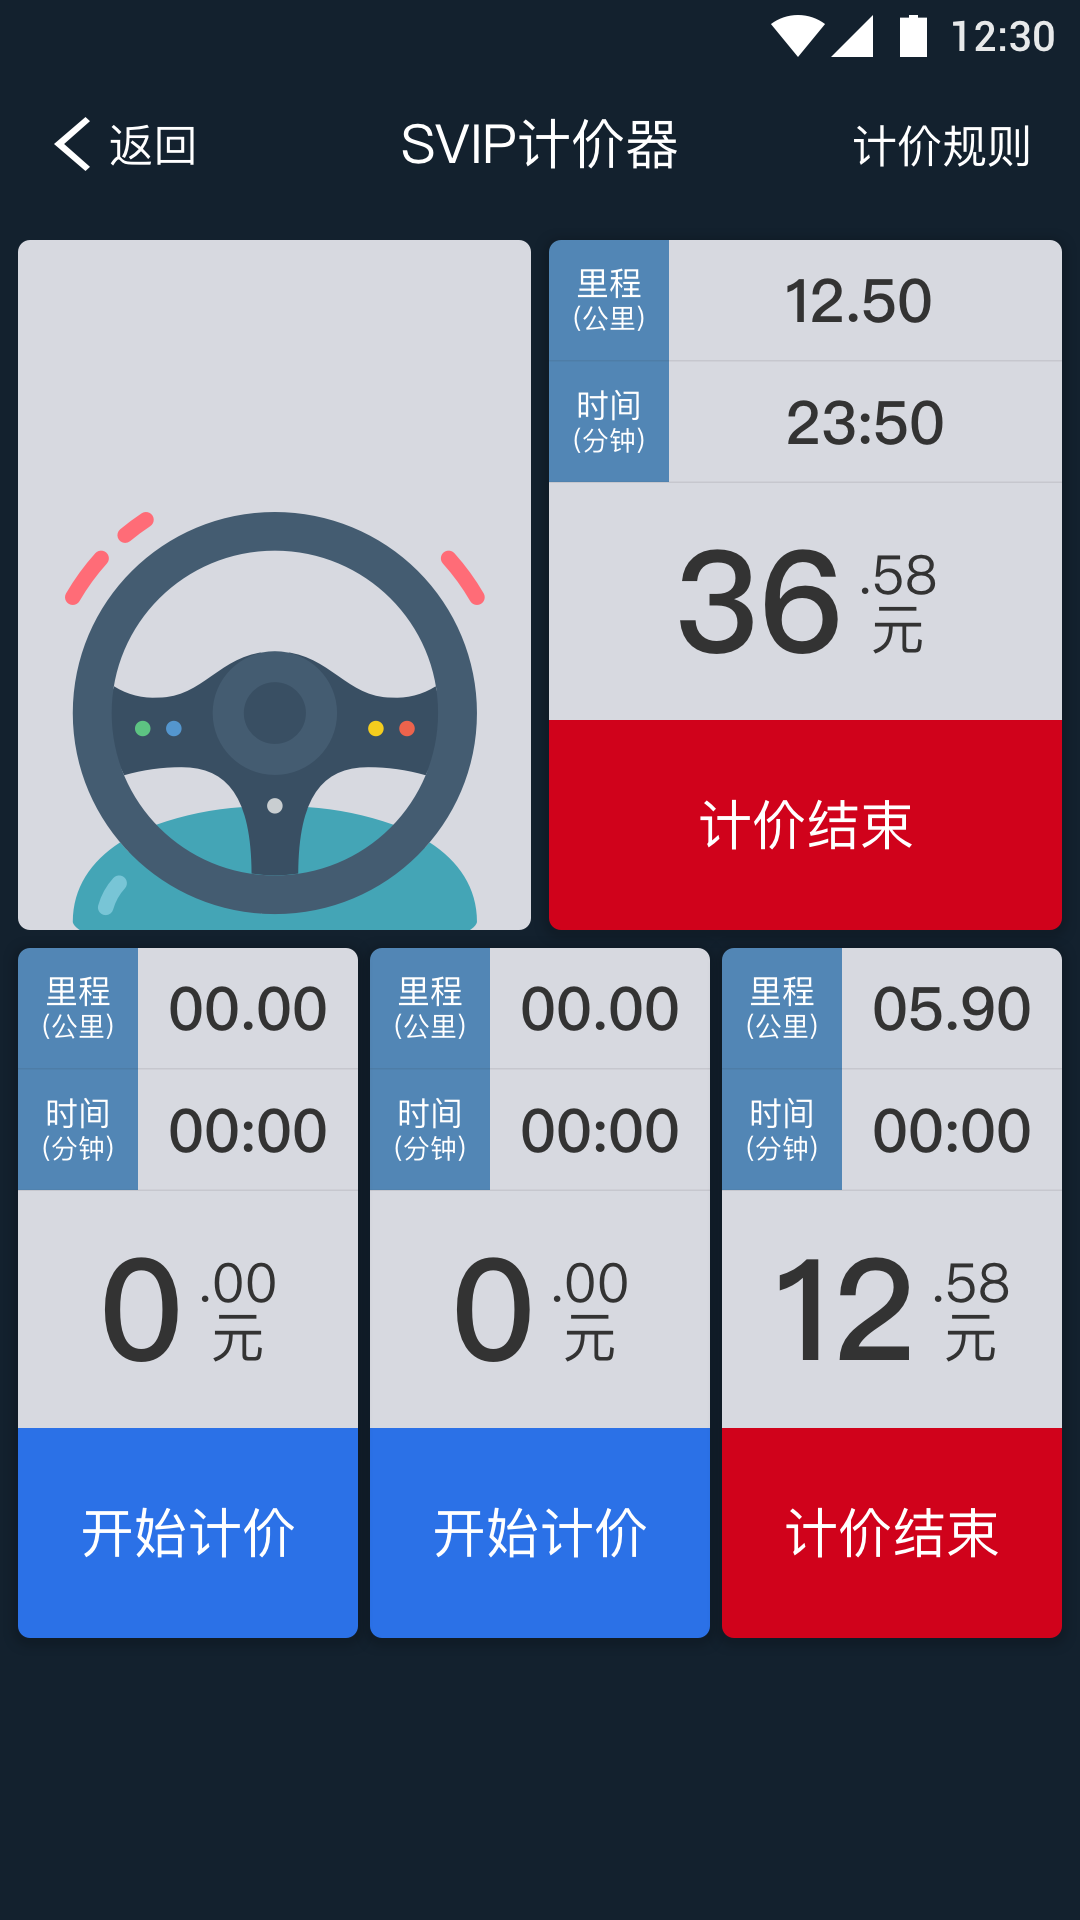 12:30
返回
SVIP计价器
计价规则
里程
(公里)
12.50
时间
(分钟)
23:50
36
.58
元
计价结束
里程
(公里)
00.00
时间
(分钟)
00:00
0
.00
元
开始计价
里程
(公里)
00.00
时间
(分钟)
00:00
0
.00
元
开始计价
里程
(公里)
05.90
时间
(分钟)
00:00
12
.58
元
计价结束